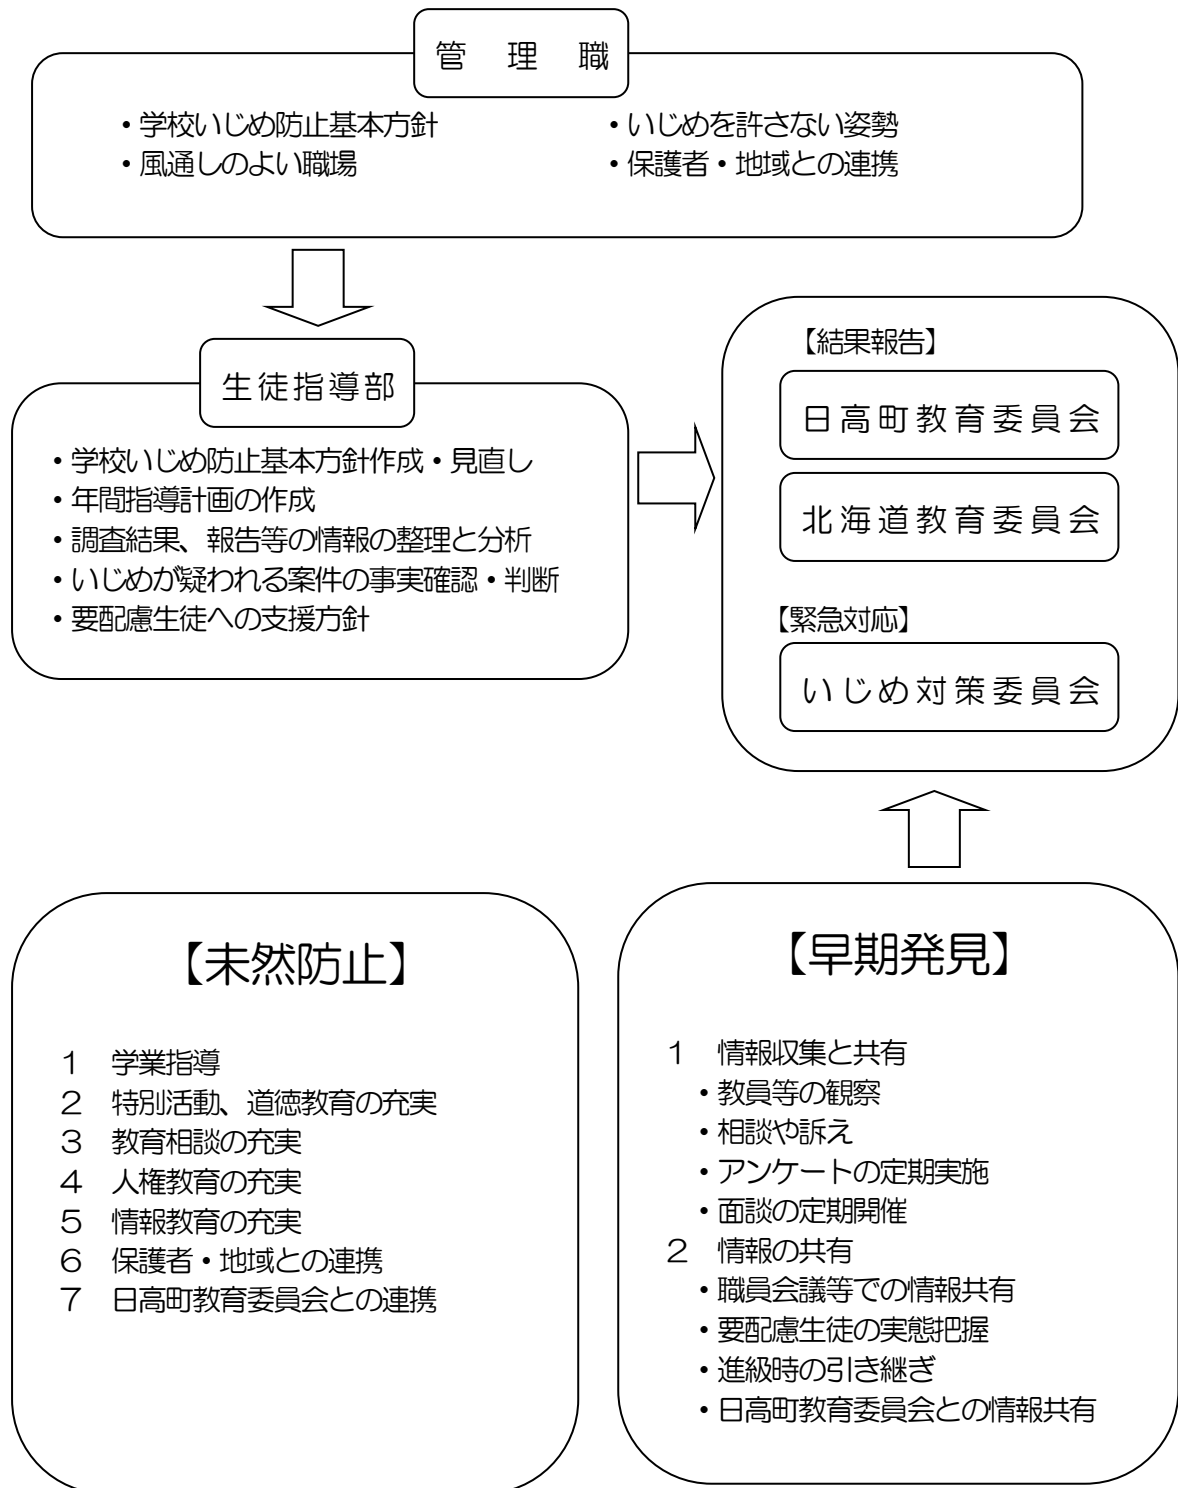 管　理　職
・学校いじめ防止基本方針　・いじめを許さない姿勢
・風通しのよい職場　・保護者・地域との連携
生徒指導部
・学校いじめ防止基本方針作成・見直し
・年間指導計画の作成
・調査結果、報告等の情報の整理と分析
・いじめが疑われる案件の事実確認・判断
・要配慮生徒への支援方針
【結果報告】
日高町教育委員会
北海道教育委員会
【緊急対応】
いじめ対策委員会
【未然防止】
１　学業指導
２　特別活動、道徳教育の充実
３　教育相談の充実
４　人権教育の充実
５　情報教育の充実
６　保護者・地域との連携
７　日高町教育委員会との連携
【早期発見】
１　情報収集と共有
・教員等の観察
・相談や訴え
・アンケートの定期実施
・面談の定期開催
２　情報の共有
・職員会議等での情報共有
・要配慮生徒の実態把握
・進級時の引き継ぎ
・日高町教育委員会との情報共有